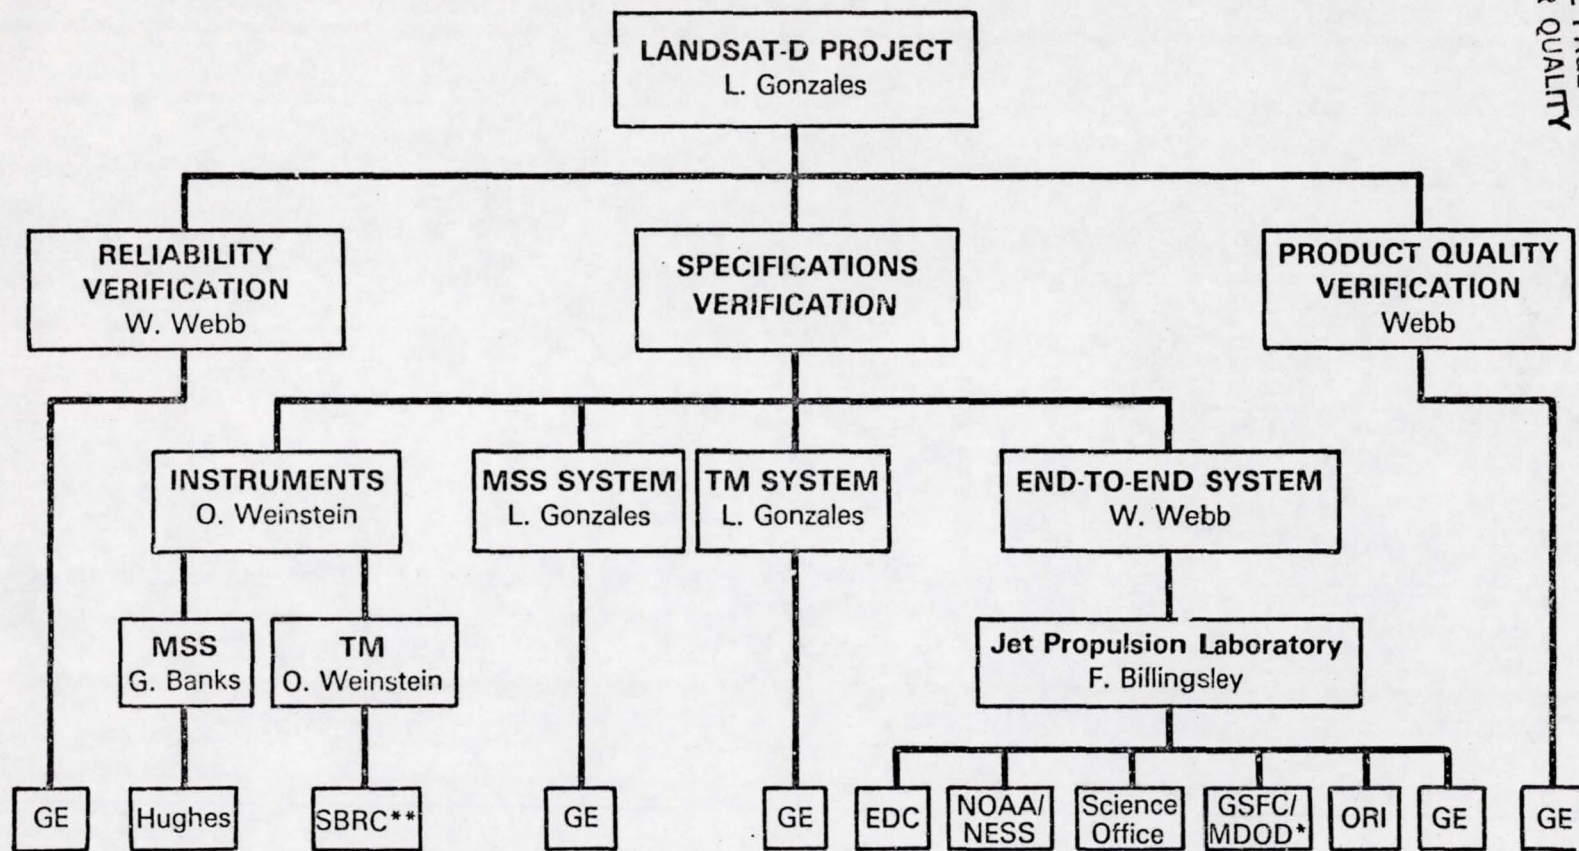 QUALITY
LANDSAT-D PROJECT
L. Gonzales
RELIABILITY
VERIFICATION
W. Webb
SPECIFICATIONS
VERIFICATION
PRODUCT QUALITY
VERIFICATION
Webb
INSTRUMENTS
O. Weinstein
MSS SYSTEM
L. Gonzales
TM SYSTEM
L. Gonzales
END-TO-END SYSTEM
W. Webb
MSS
G. Banks
TM
O. Weinstein
Jet Propulsion Laboratory
F. Billingsley
GE
Hughes
SBRC**
GE
GE
EDC
NOAA/
NESS
Science
Office
GSFC/
MDOD*
ORI
GE
GE